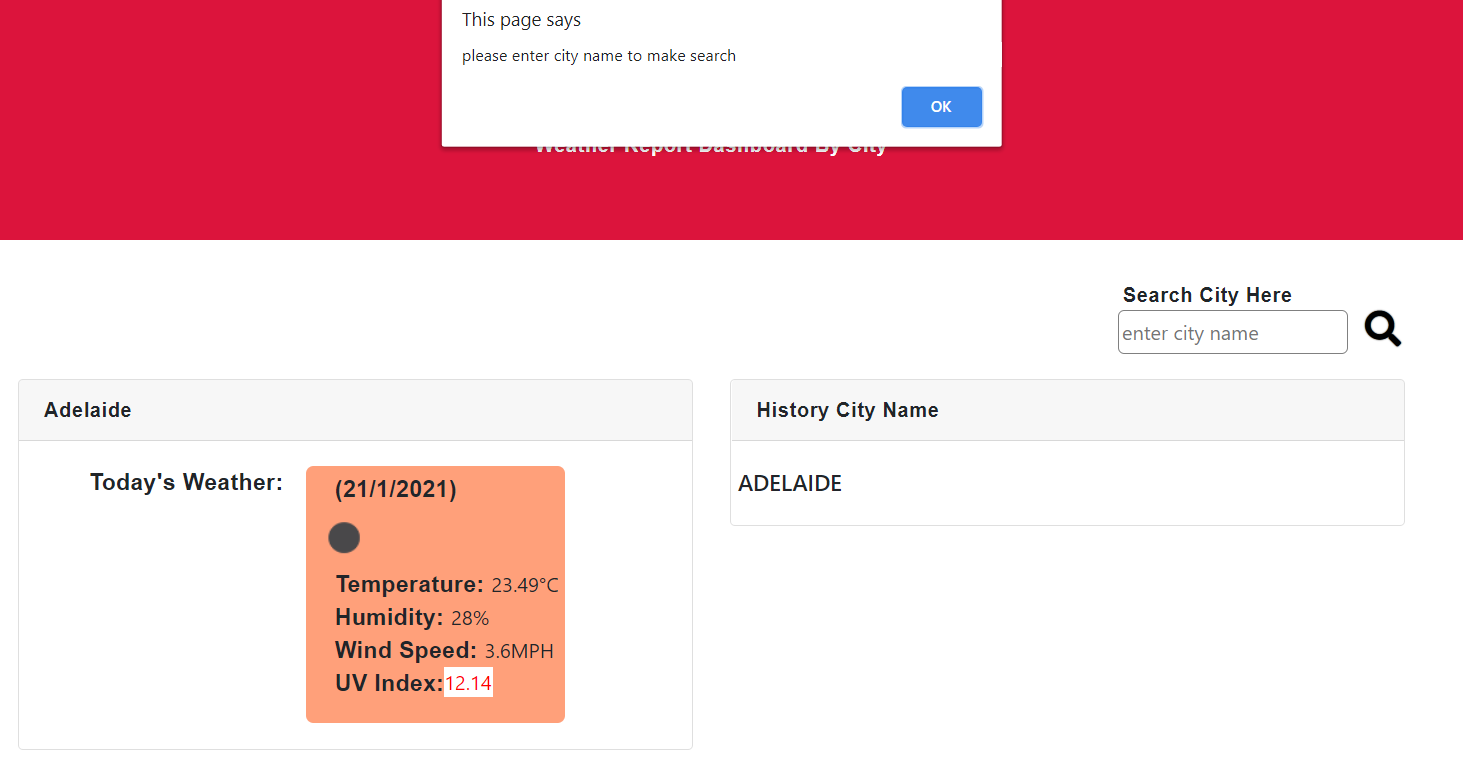 This page says
please enter city name to make search
OK
Weather Report Dashboard By City
Search City Here
enter city name
Adelaide
History City Name
Today's Weather:
(21/1/2021)
ADELAIDE
Temperature: 23.49°C
Humidity: 28%
Wind Speed: 3.6MPH
UV Index:12.14